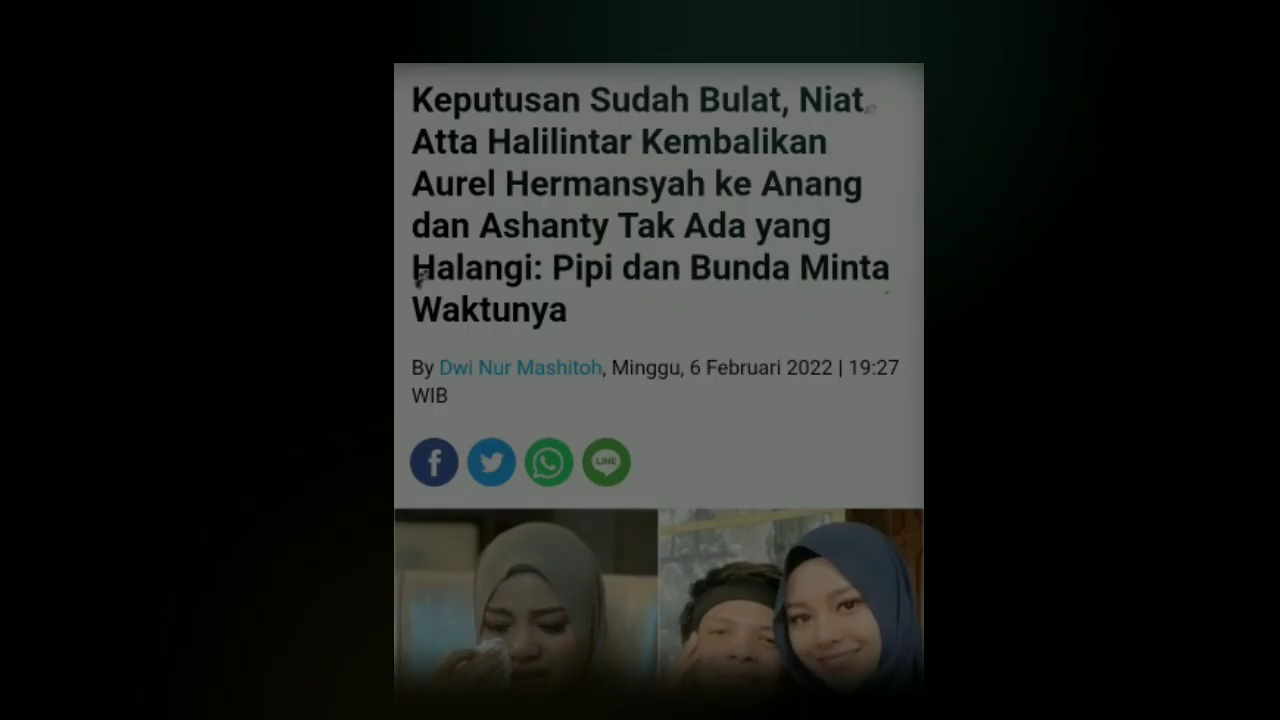 Keputusan Sudah Bulat, Niat
Atta Halilintar Kembalikan
Aurel Hermansyah ke Anang
dan Ashanty Tak Ada yang
Halangi: Pipi dan Bunda Minta
Waktunya
By Dwi Nur Mashitoh, Minggu, 6 Februari 2022 | 19:27
WIB
LINE